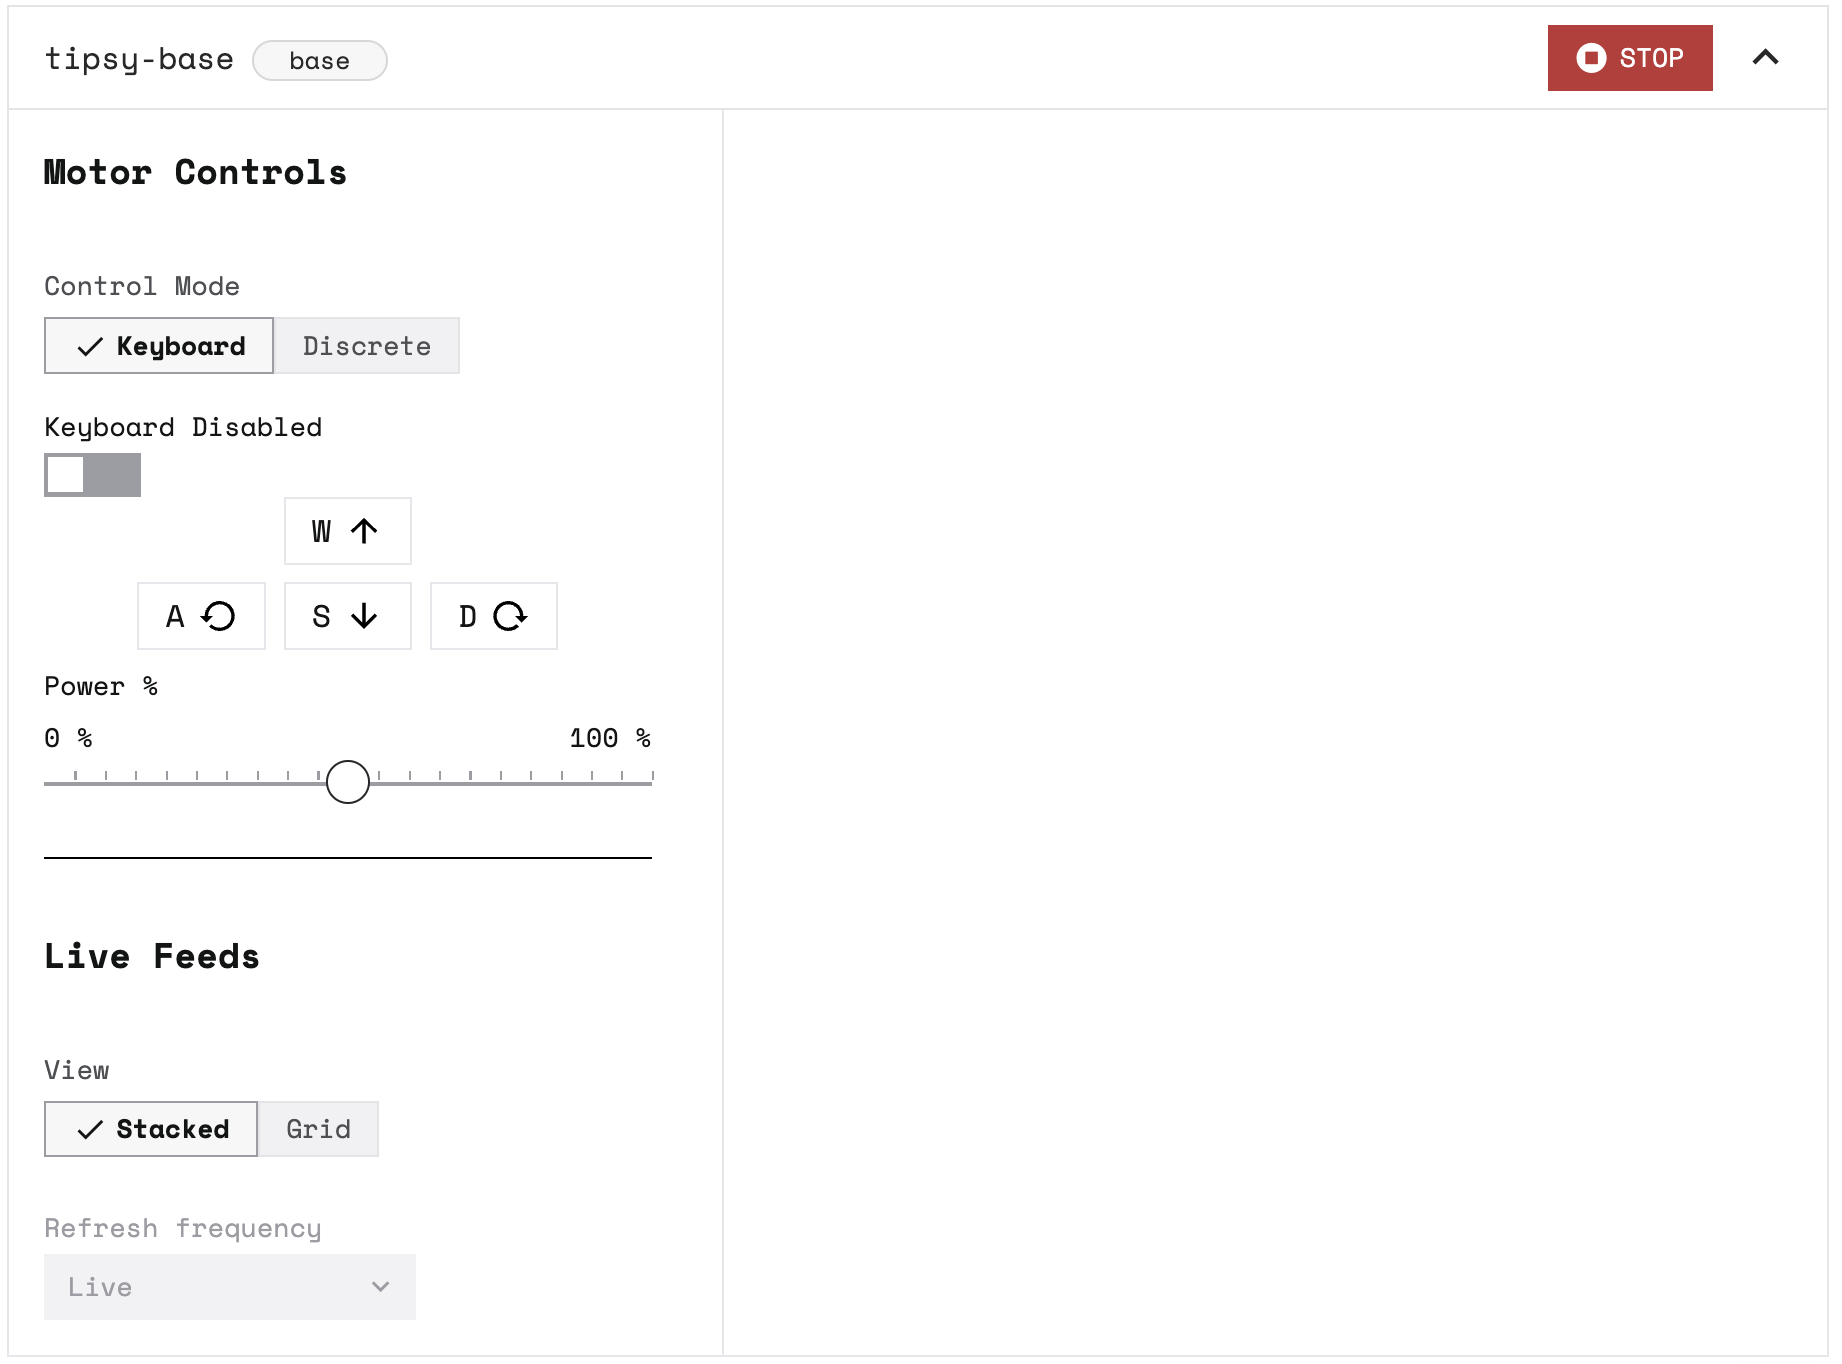 tipsy-base base STOP
Motor Controls
Control Mode
Keyboard Discrete
Keyboard Disabled
W
A S D
Power %
0 % 100 %
Live Feeds
View
Stacked Grid
Refresh frequency
Live